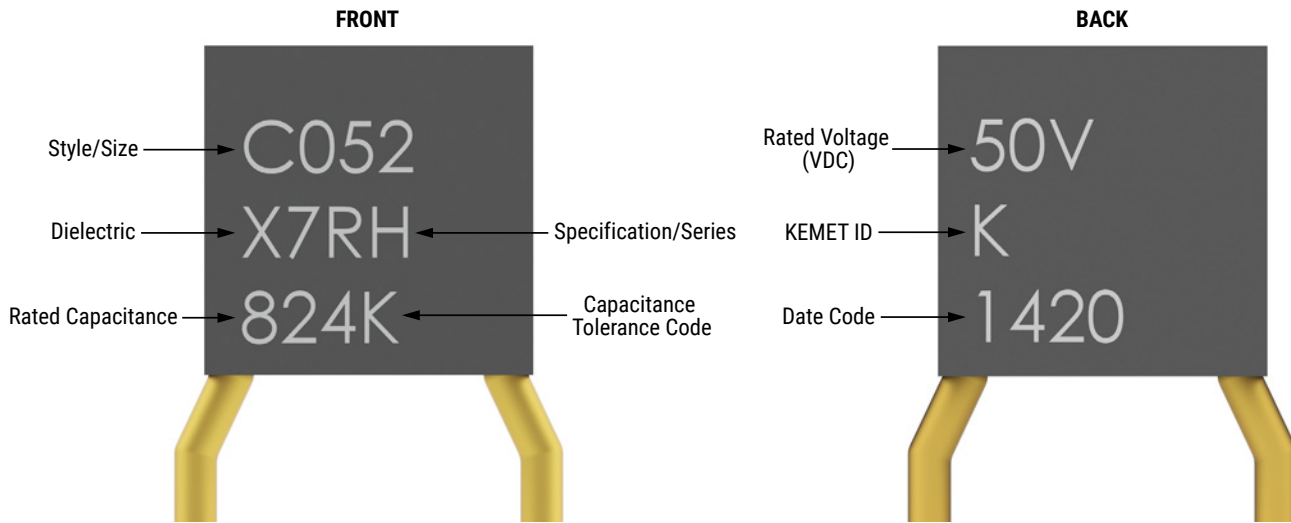 FRONT
Style/Size
C052
Dielectric
X7RH
Specification/Series
Rated Capacitance
824K
Capacitance
Tolerance Code
BACK
Rated Voltage
(VDC)
50V
KEMET ID
K
Date Code
1420